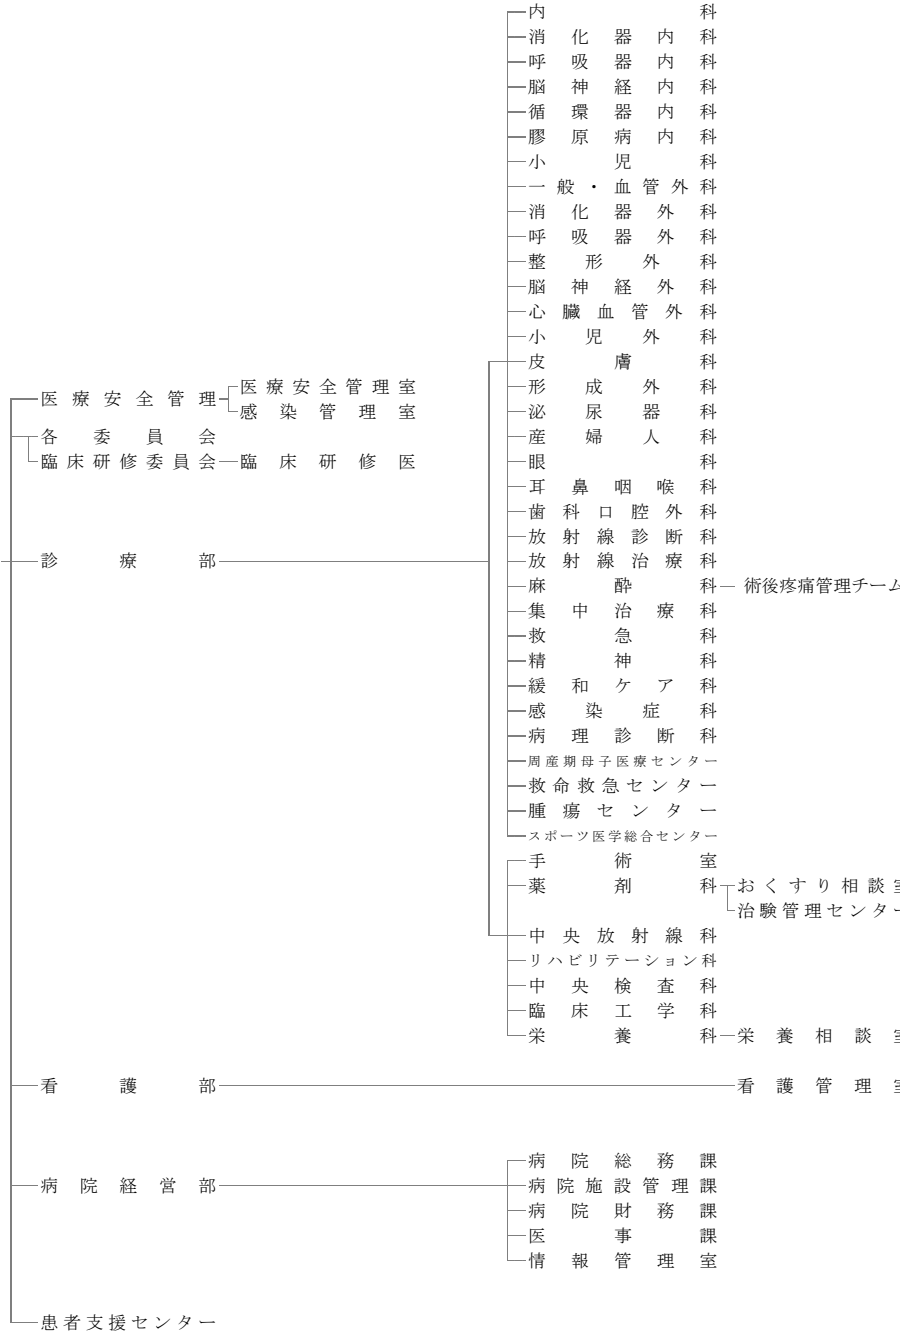 内科
消化器内科
呼吸器内科
脳神経内科
循環器内科
膠原病内科
小児科
一般・血管外科
消化器外科
呼吸器外科
整形外科
脳神経外科
心臓血管外科
小児外科
皮膚科
医療安全管理 医療安全管理室 形成外科
感染管理室 泌尿器科
各委員会 産婦人科
臨床研修委員会 臨床研修医 眼科
耳鼻咽喉科
歯科口腔外科
放射線診断科
診療部 放射線治療科
麻酔科 術後疼痛管理チーム
集中治療科
救急科
精神科
緩和ケア科
感染症科
病理診断科
周産期母子医療センター
救命救急センター
腫瘍センター
スポーツ医学総合センター
手術室
薬剤科 おくすり相談室
治験管理センター
中央放射線科
リハビリテーション科
中央検査科
臨床工学科
栄養科 栄養相談室
看護部 看護管理室
病院総務課
病院経営部 病院施設管理課
病院財務課
医事課
情報管理室
患者支援センター